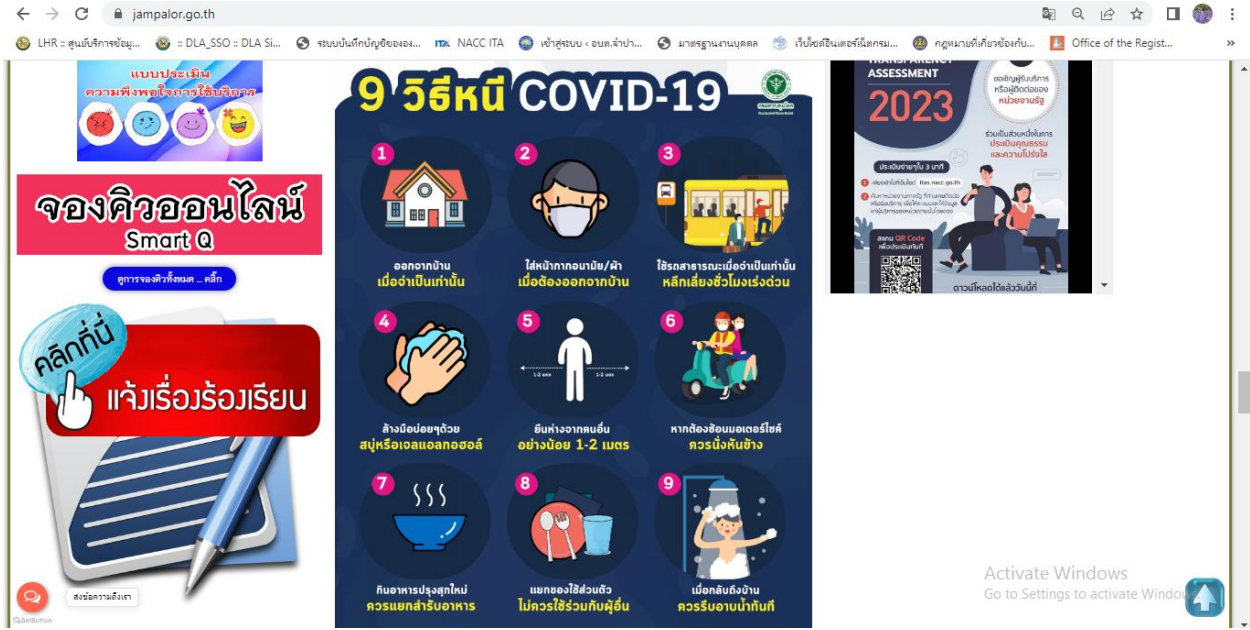 jampalor.go.th
LHR :: ศูนย์บริการข้อมู...
:: DLA_SSO :: DLA Si...
ระบบบันทึกบัญชีขององ...
NACC ITA
เข้าสู่ระบบ ‹ อบต.จำปา...
มาตรฐานงานบุคคล
เว็บไซต์อินเตอร์เน็ตกรม...
กฎหมายที่เกี่ยวข้องกับ...
Office of the Regist...
»
แบบประเมิน
ความพึงพอใจการใช้บริการ
จองคิวออนไลน์
Smart Q
ดูการจองคิวทั้งหมด ... คลิ๊ก
คลิกที่นี่
แจ้งเรื่องร้องเรียน
ส่งข้อความถึงเรา
GetButton
9 วิธีหนี COVID-19
1
ออกจากบ้าน
เมื่อจำเป็นเท่านั้น
2
ใส่หน้ากากอนามัย/ผ้า
เมื่อต้องออกจากบ้าน
3
ใช้รถสาธารณะเมื่อจำเป็นเท่านั้น
หลีกเลี่ยงชั่วโมงเร่งด่วน
4
ล้างมือบ่อยๆด้วย
สบู่หรือเจลแอลกอฮอล์
5
1-2 เมตร
1-2 เมตร
ยืนห่างจากคนอื่น
อย่างน้อย 1-2 เมตร
6
หากต้องซ้อนมอเตอร์ไซค์
ควรนั่งหันข้าง
7
กินอาหารปรุงสุกใหม่
ควรแยกสำรับอาหาร
8
แยกของใช้ส่วนตัว
ไม่ควรใช้ร่วมกับผู้อื่น
9
เมื่อกลับถึงบ้าน
ควรรีบอาบน้ำทันที
TRANSPARENCY
ASSESSMENT
2023
ขอเชิญผู้รับบริการ
หรือผู้ติดต่อของ
หน่วยงานรัฐ
ร่วมเป็นส่วนหนึ่งในการ
ประเมินคุณธรรม
และความโปร่งใส
ประเมินง่ายๆใน 3 นาที
1
itas.nacc.go.th
2
สแกน QR Code
เพื่อประเมินทันที
ดาวน์โหลดได้แล้ววันนี้ที่
Activate Windows
Go to Settings to activate Windows